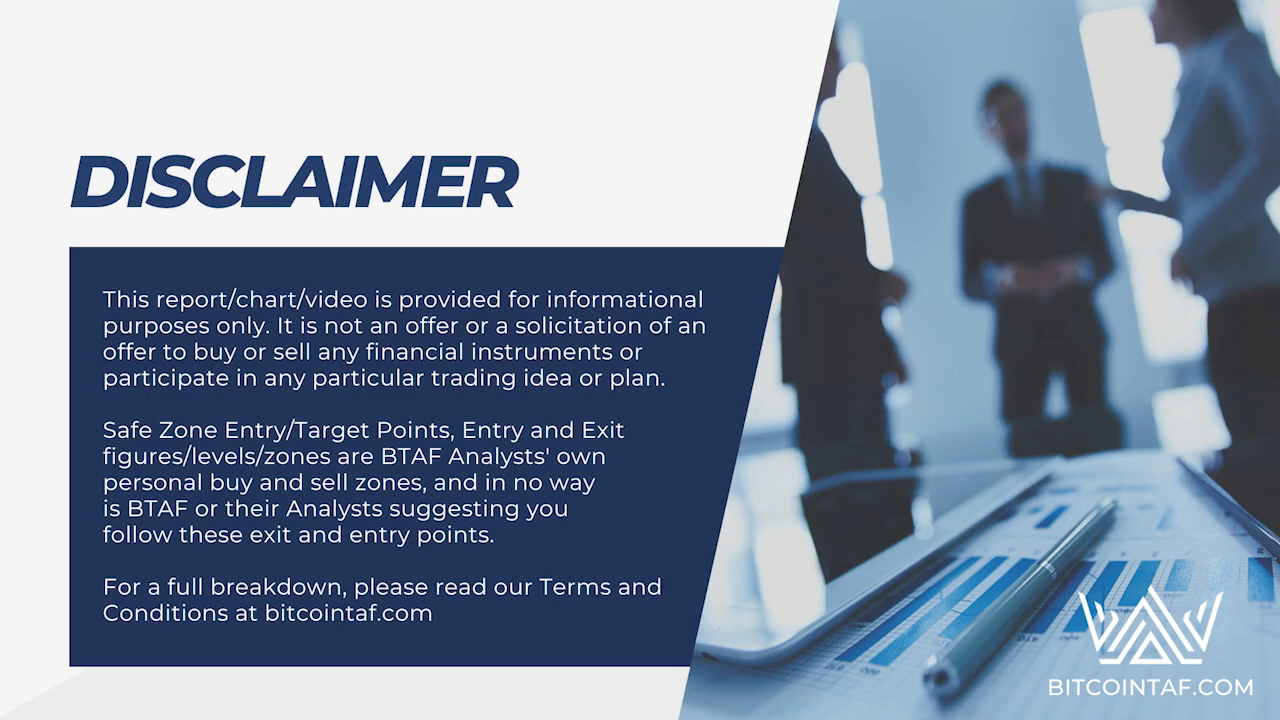 DISCLAIMER
This report/chart/video is provided for informational
purposes only. It is not an offer or a solicitation of an
offer to buy or sell any financial instruments or
participate in any particular trading idea or plan.
Safe Zone Entry/Target Points, Entry and Exit
figures/levels/zones are BTAF Analysts' own
personal buy and sell zones, and in no way
is BTAF or their Analysts suggesting you
follow these exit and entry points.
For a full breakdown, please read our Terms and
Conditions at bitcointaf.com
BITCOINTAF.COM